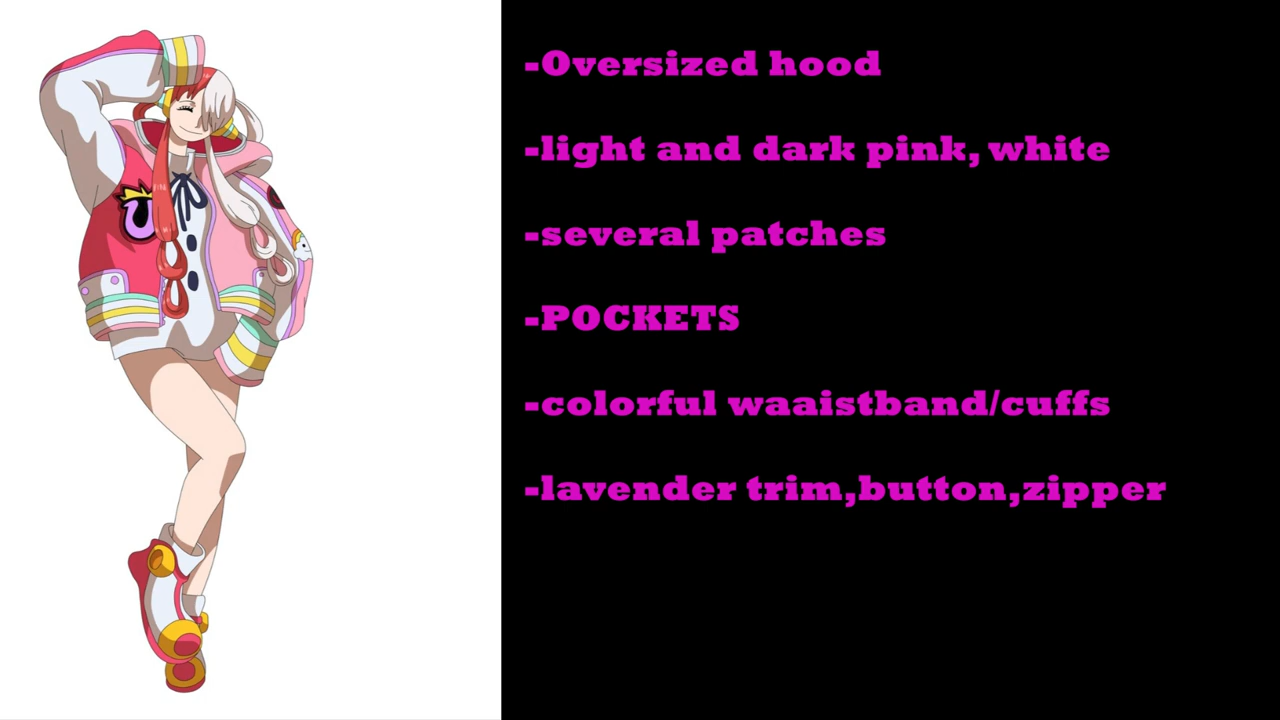 -Oversized hood
-light and dark pink, white
-several patches
-POCKETS
-colorful waaistband/cuffs
-lavender trim,button,zipper